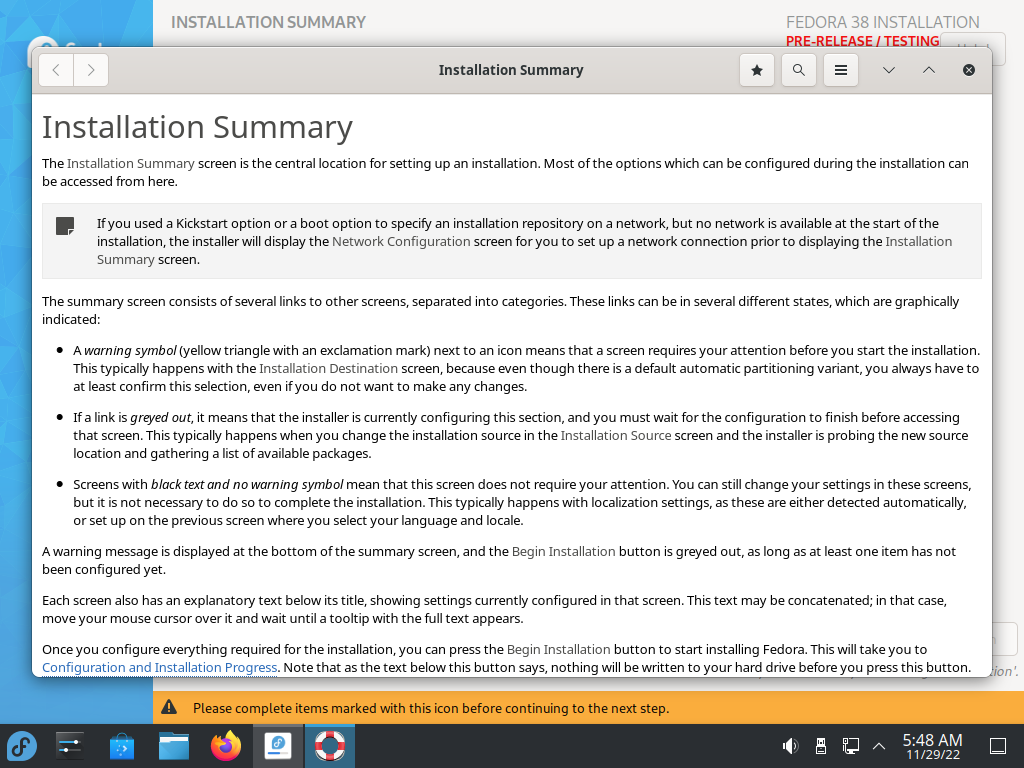 INSTALLATION SUMMARY
FEDORA 38 INSTALLATION
PRE-RELEASE / TESTING
Installation Summary
Installation Summary
The Installation Summary screen is the central location for setting up an installation. Most of the options which can be configured during the installation can
be accessed from here.
If you used a Kickstart option or a boot option to specify an installation repository on a network, but no network is available at the start of the
installation, the installer will display the Network Configuration screen for you to set up a network connection prior to displaying the Installation
Summary screen.
The summary screen consists of several links to other screens, separated into categories. These links can be in several different states, which are graphically
indicated:
• A warning symbol (yellow triangle with an exclamation mark) next to an icon means that a screen requires your attention before you start the installation.
This typically happens with the Installation Destination screen, because even though there is a default automatic partitioning variant, you always have to
at least confirm this selection, even if you do not want to make any changes.
• If a link is greyed out, it means that the installer is currently configuring this section, and you must wait for the configuration to finish before accessing
that screen. This typically happens when you change the installation source in the Installation Source screen and the installer is probing the new source
location and gathering a list of available packages.
• Screens with black text and no warning symbol mean that this screen does not require your attention. You can still change your settings in these screens,
but it is not necessary to do so to complete the installation. This typically happens with localization settings, as these are either detected automatically,
or set up on the previous screen where you select your language and locale.
A warning message is displayed at the bottom of the summary screen, and the Begin Installation button is greyed out, as long as at least one item has not
been configured yet.
Each screen also has an explanatory text below its title, showing settings currently configured in that screen. This text may be concatenated; in that case,
move your mouse cursor over it and wait until a tooltip with the full text appears.
Once you configure everything required for the installation, you can press the Begin Installation button to start installing Fedora. This will take you to
Configuration and Installation Progress. Note that as the text below this button says, nothing will be written to your hard drive before you press this button.
Please complete items marked with this icon before continuing to the next step.
5:48 AM
11/29/22